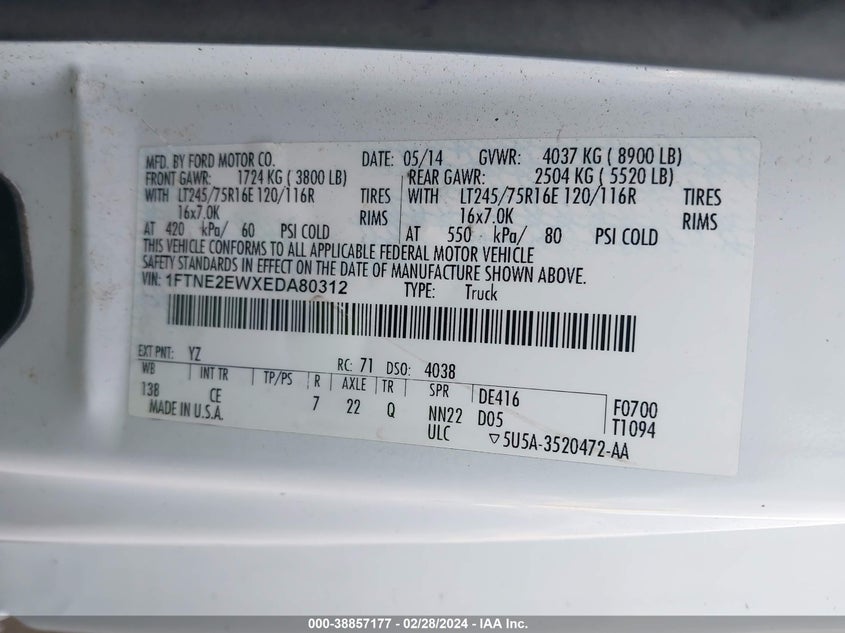 MFD. BY FORD MOTOR CO. DATE: 05/14 GVWR: 4037 KG ( 8900 LB)
FRONT GAWR: 1724 KG ( 3800 LB) REAR GAWR: 2504 KG ( 5520 LB)
WITH LT245/75R16E 120/116R TIRES WITH LT245/75R16E 120/116R TIRES
16x7.0K RIMS 16x7.0K RIMS
AT 420 kPa/ 60 PSI COLD AT 550 kPa/ 80 PSI COLD
THIS VEHICLE CONFORMS TO ALL APPLICABLE FEDERAL MOTOR VEHICLE
SAFETY STANDARDS IN EFFECT ON THE DATE OF MANUFACTURE SHOWN ABOVE.
VIN: 1FTNE2EWXEDA80312 TYPE: Truck
EXT PNT: YZ RC: 71 DSO: 4038
WB INT TR TP/PS R AXLE TR SPR DE416 F0700
138 CE 7 22 Q NN22 D05 T1094
MADE IN U.S.A. ULC ▽5U5A-3520472-AA
000-38857177 - 02/28/2024 - IAA Inc.